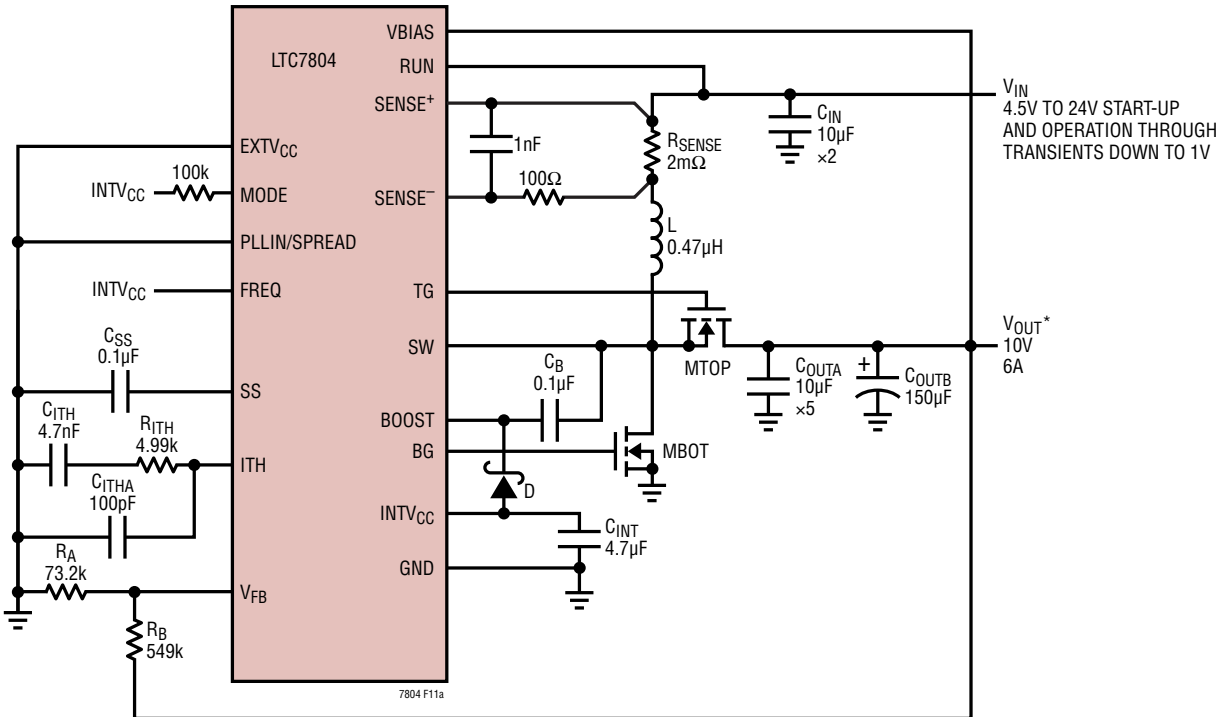 LTC7804
VBIAS
RUN
SENSE+
SENSE−
EXTVCC
MODE
PLLIN/SPREAD
FREQ
TG
SW
SS
BOOST
BG
ITH
INTVCC
GND
VFB
100k
INTVCC
INTVCC
CSS
0.1µF
CITH
4.7nF
RITH
4.99k
CITHA
100pF
RA
73.2k
RB
549k
1nF
100Ω
RSENSE
2mΩ
L
0.47µH
CIN
10µF
×2
VIN
4.5V TO 24V START-UP
AND OPERATION THROUGH
TRANSIENTS DOWN TO 1V
MTOP
CB
0.1µF
MBOT
D
CINT
4.7µF
COUTA
10µF
×5
+
COUTB
150µF
VOUT*
10V
6A
7804 F11a